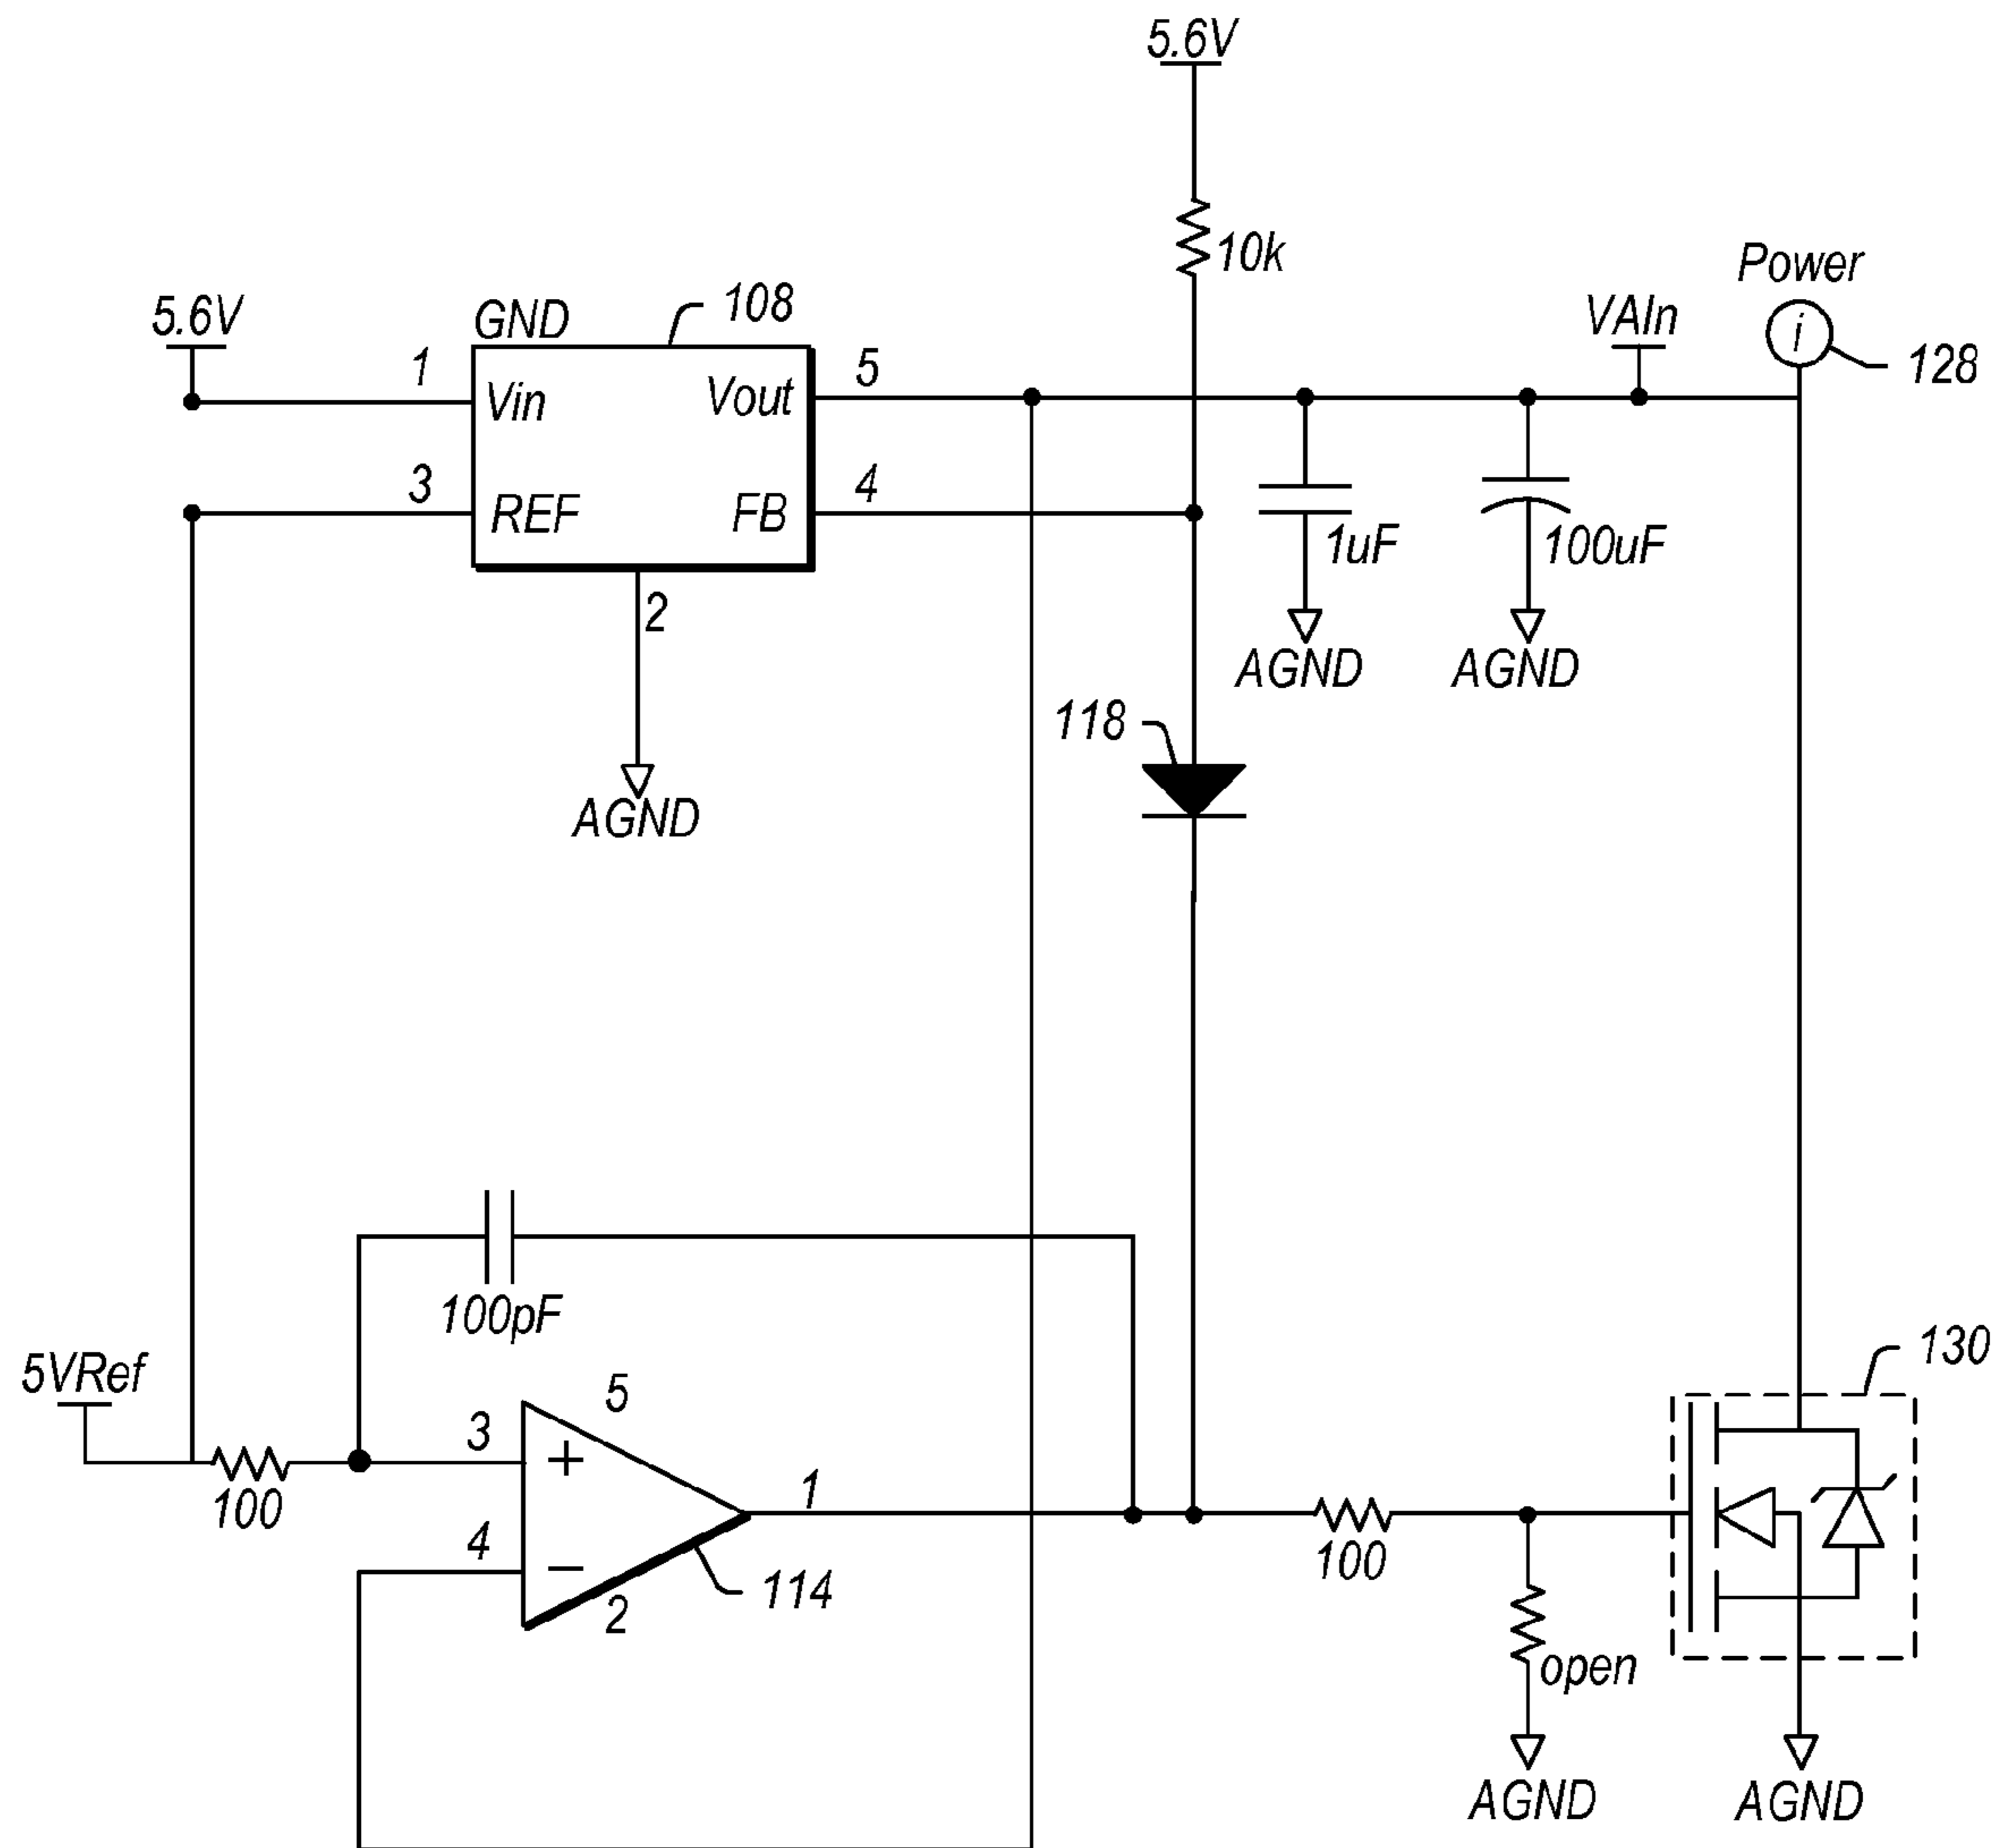 5.6V
10k
Power
i
128
VAIn
5.6V
GND
108
1
Vin
Vout
5
3
REF
FB
4
2
AGND
1uF
AGND
100uF
AGND
118
100pF
5VRef
100
3
+
5
4
−
2
1
114
100
open
AGND
130
AGND